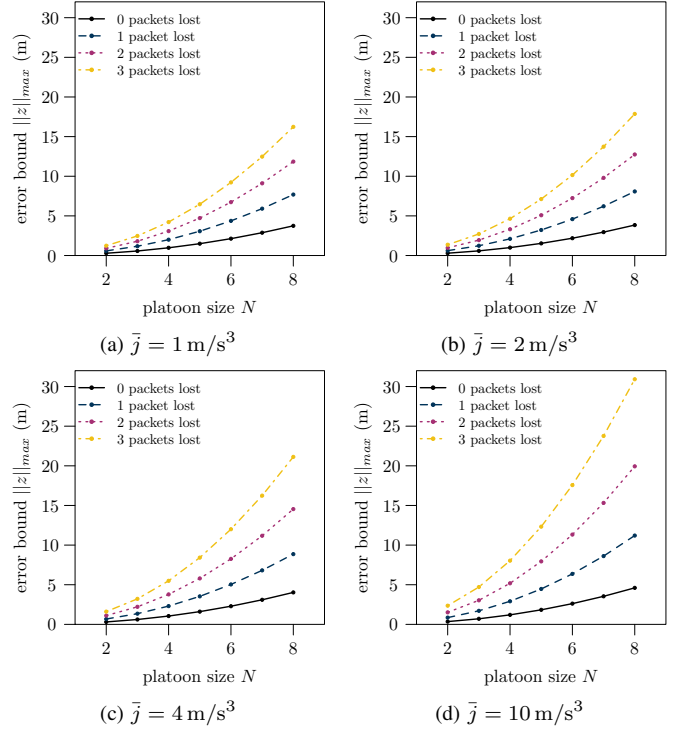 30
25
20
15
10
5
0
error bound ||z||_max (m)
0 packets lost
1 packet lost
2 packets lost
3 packets lost
2 4 6 8
platoon size N
(a) j̄ = 1 m/s³
30
25
20
15
10
5
0
error bound ||z||_max (m)
0 packets lost
1 packet lost
2 packets lost
3 packets lost
2 4 6 8
platoon size N
(b) j̄ = 2 m/s³
30
25
20
15
10
5
0
error bound ||z||_max (m)
0 packets lost
1 packet lost
2 packets lost
3 packets lost
2 4 6 8
platoon size N
(c) j̄ = 4 m/s³
30
25
20
15
10
5
0
error bound ||z||_max (m)
0 packets lost
1 packet lost
2 packets lost
3 packets lost
2 4 6 8
platoon size N
(d) j̄ = 10 m/s³